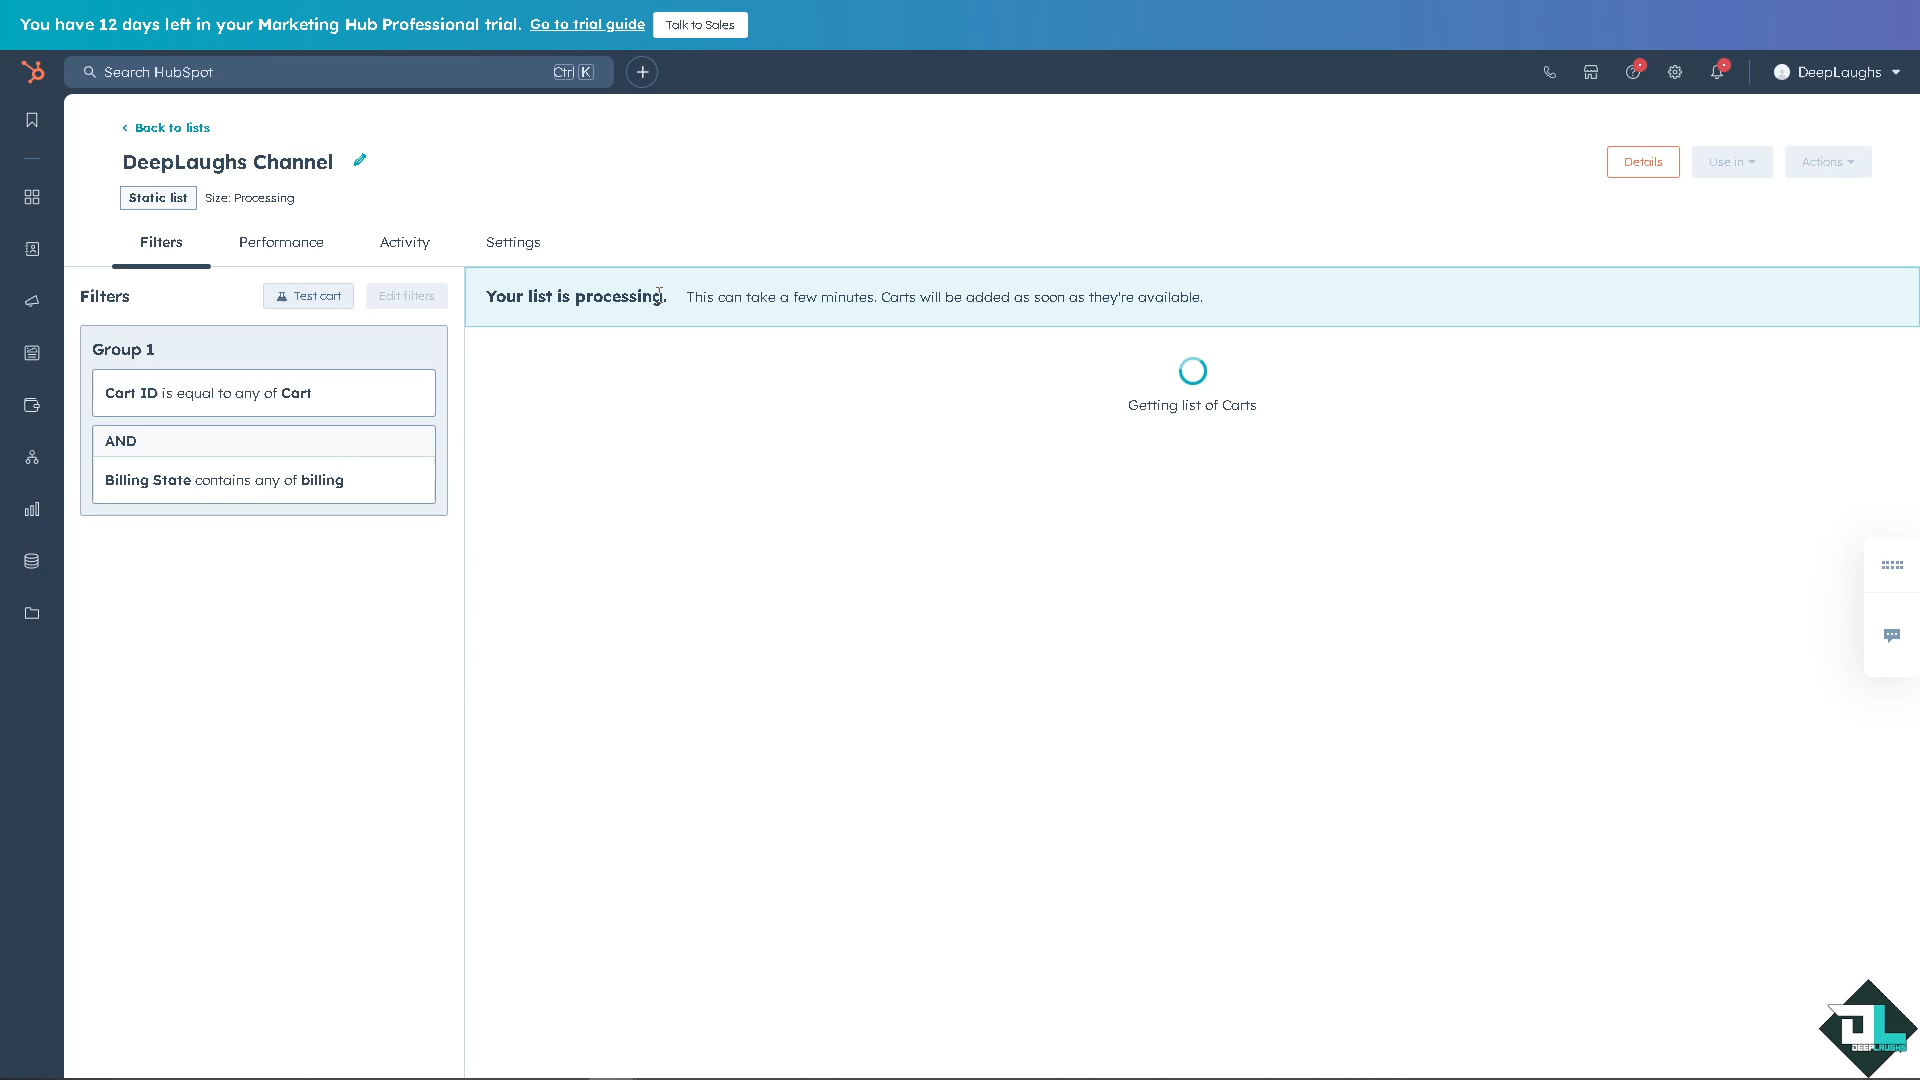 You have 12 days left in your Marketing Hub Professional trial. Go to trial guide Talk to Sales
Search HubSpot Ctrl K
DeepLaughs
Back to lists
DeepLaughs Channel
Details Use in Actions
Static list Size: Processing
Filters Performance Activity Settings
Filters Test cart Edit filters
Your list is processing. This can take a few minutes. Carts will be added as soon as they're available.
Group 1
Cart ID is equal to any of Cart
Getting list of Carts
AND
Billing State contains any of billing
DL
DEEPLAUGHS